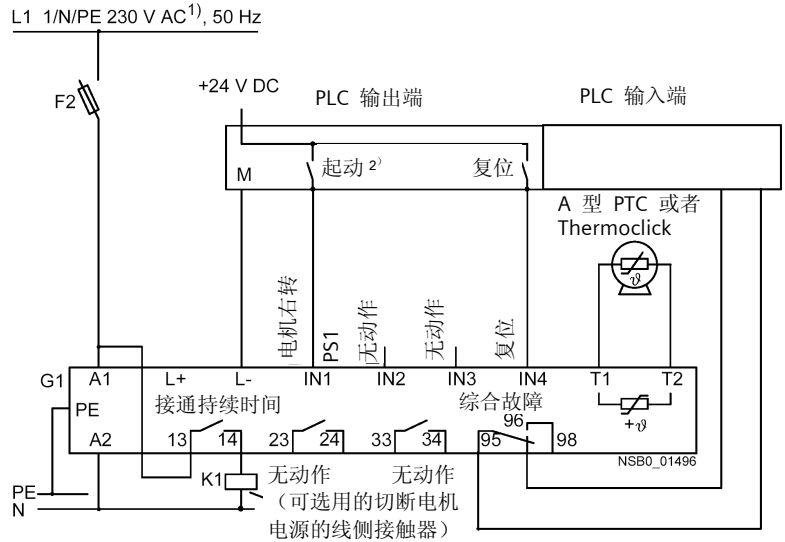 L1 1/N/PE 230 V AC1), 50 Hz
+24 V DC
F2
PLC 输出端
PLC 输入端
M
起动 2)
复位
A 型 PTC 或者
Thermoclick
ϑ
电机右转
PS1
无动作
无动作
复位
G1
A1
L+
L-
IN1
IN2
IN3
IN4
T1
T2
PE
接通持续时间
综合故障
+ϑ
A2
13
14
23
24
33
34
95
96
98
NSB0_01496
K1
无动作
无动作
PE
N
(可选用的切断电机
电源的线侧接触器)